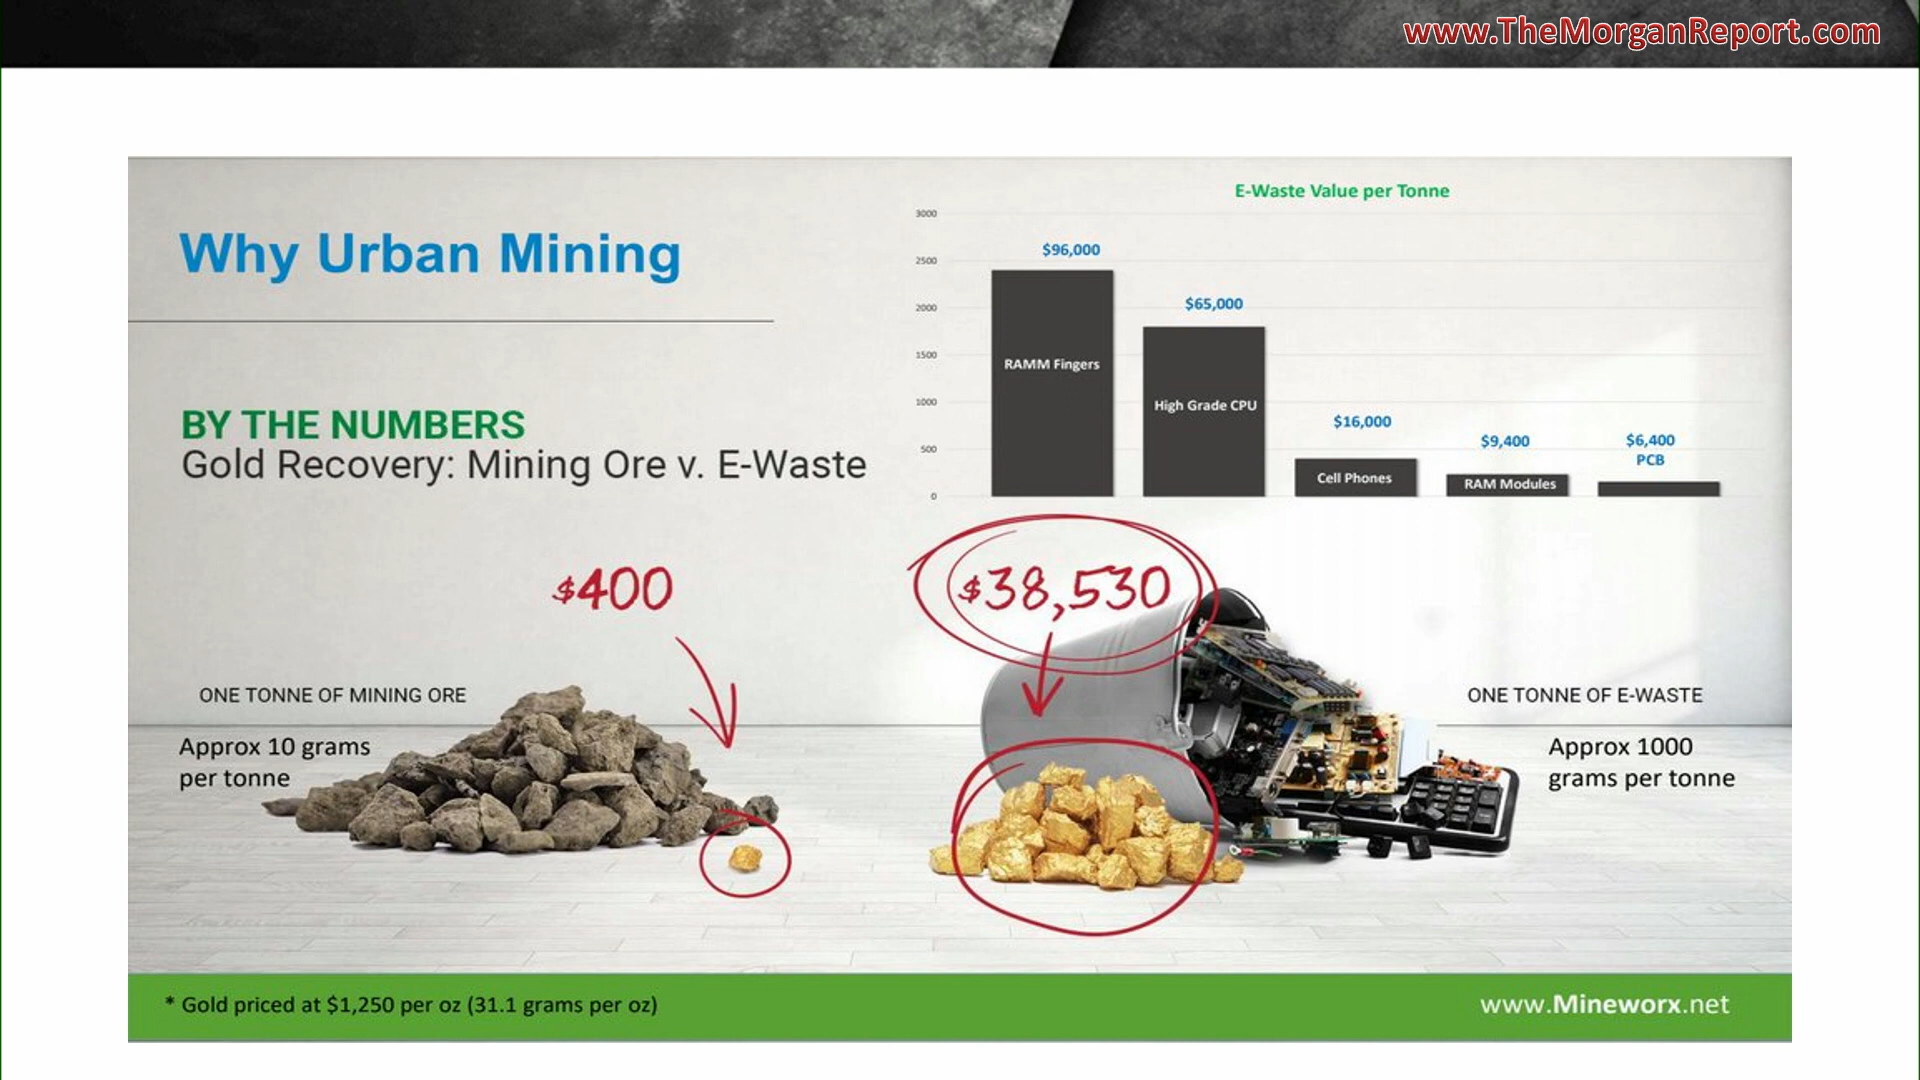 www.TheMorganReport.com
Why Urban Mining
BY THE NUMBERS
Gold Recovery: Mining Ore v. E-Waste
E-Waste Value per Tonne
3000
2500
2000
1500
1000
500
0
$96,000
RAMM Fingers
$65,000
High Grade CPU
$16,000
Cell Phones
$9,400
RAM Modules
$6,400
PCB
$400
$38,530
ONE TONNE OF MINING ORE
Approx 10 grams
per tonne
ONE TONNE OF E-WASTE
Approx 1000
grams per tonne
* Gold priced at $1,250 per oz (31.1 grams per oz)
www.Mineworx.net